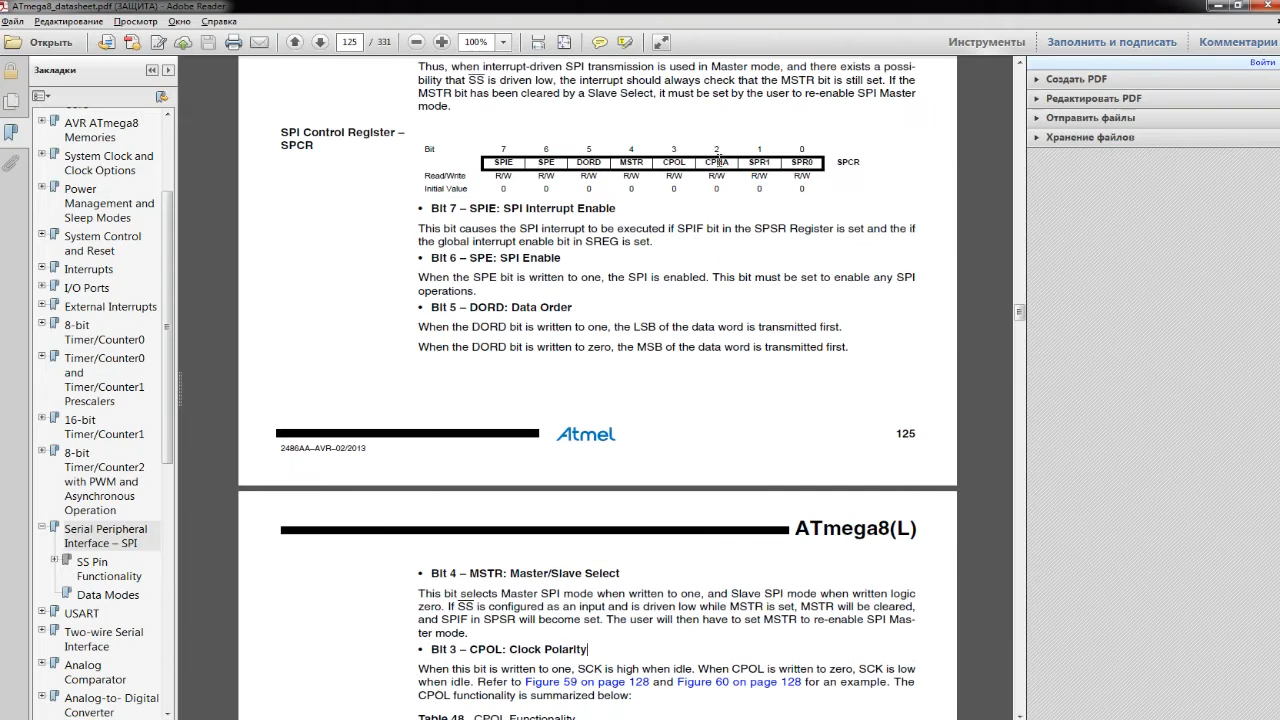 ATmega8_datasheet.pdf (ЗАЩИТА) - Adobe Reader
Файл Редактирование Просмотр Окно Справка
Открыть 125 / 331 100% Инструменты Заполнить и подписать Комментарии
Войти
Закладки
AVR ATmega8
Memories
System Clock and
Clock Options
Power
Management and
Sleep Modes
System Control
and Reset
Interrupts
I/O Ports
External Interrupts
8-bit
Timer/Counter0
Timer/Counter0
and
Timer/Counter1
Prescalers
16-bit
Timer/Counter1
8-bit
Timer/Counter2
with PWM and
Asynchronous
Operation
Serial Peripheral
Interface – SPI
SS Pin
Functionality
Data Modes
USART
Two-wire Serial
Interface
Analog
Comparator
Analog-to- Digital
Converter
Thus, when interrupt-driven SPI transmission is used in Master mode, and there exists a possi-
bility that SS is driven low, the interrupt should always check that the MSTR bit is still set. If the
MSTR bit has been cleared by a Slave Select, it must be set by the user to re-enable SPI Master
mode.
SPI Control Register –
SPCR
Bit 7 6 5 4 3 2 1 0
SPIE SPE DORD MSTR CPOL CPHA SPR1 SPR0 SPCR
Read/Write R/W R/W R/W R/W R/W R/W R/W R/W
Initial Value 0 0 0 0 0 0 0 0
• Bit 7 – SPIE: SPI Interrupt Enable
This bit causes the SPI interrupt to be executed if SPIF bit in the SPSR Register is set and the if
the global interrupt enable bit in SREG is set.
• Bit 6 – SPE: SPI Enable
When the SPE bit is written to one, the SPI is enabled. This bit must be set to enable any SPI
operations.
• Bit 5 – DORD: Data Order
When the DORD bit is written to one, the LSB of the data word is transmitted first.
When the DORD bit is written to zero, the MSB of the data word is transmitted first.
Atmel 125
2486AA–AVR–02/2013
ATmega8(L)
• Bit 4 – MSTR: Master/Slave Select
This bit selects Master SPI mode when written to one, and Slave SPI mode when written logic
zero. If SS is configured as an input and is driven low while MSTR is set, MSTR will be cleared,
and SPIF in SPSR will become set. The user will then have to set MSTR to re-enable SPI Mas-
ter mode.
• Bit 3 – CPOL: Clock Polarity
When this bit is written to one, SCK is high when idle. When CPOL is written to zero, SCK is low
when idle. Refer to Figure 59 on page 128 and Figure 60 on page 128 for an example. The
CPOL functionality is summarized below:
Table 48. CPOL Functionality
Создать PDF
Редактировать PDF
Отправить файлы
Хранение файлов